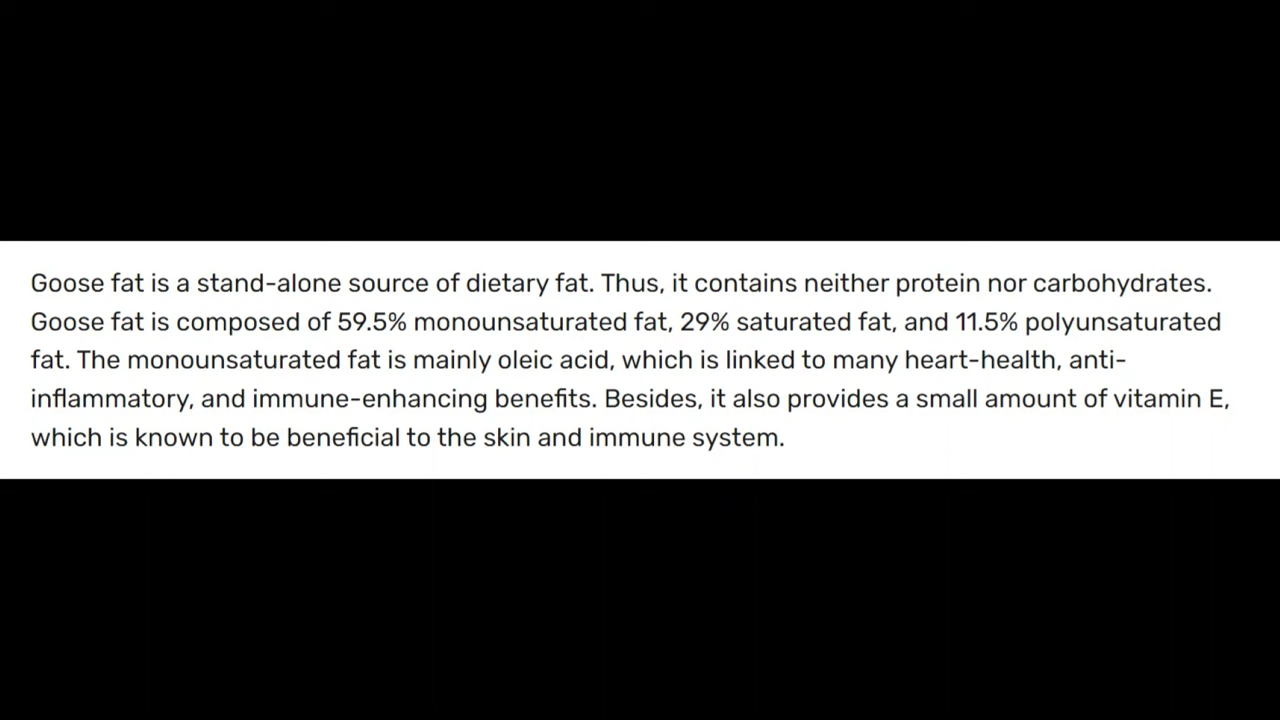 Goose fat is a stand-alone source of dietary fat. Thus, it contains neither protein nor carbohydrates.
Goose fat is composed of 59.5% monounsaturated fat, 29% saturated fat, and 11.5% polyunsaturated
fat. The monounsaturated fat is mainly oleic acid, which is linked to many heart-health, anti-
inflammatory, and immune-enhancing benefits. Besides, it also provides a small amount of vitamin E,
which is known to be beneficial to the skin and immune system.